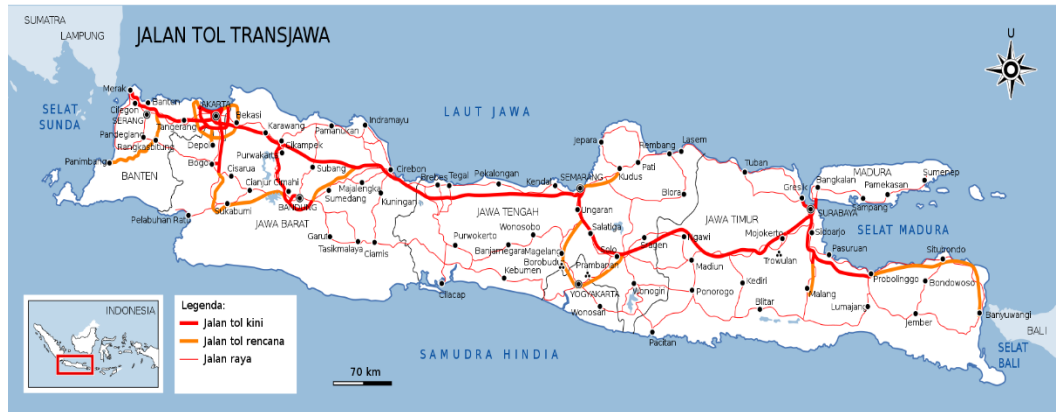 SUMATRA
LAMPUNG
JALAN TOL TRANSJAWA
U
SELAT
SUNDA
LAUT JAWA
Merak
Banten
Cilegon
SERANG
JAKARTA
Bekasi
Tangerang
Karawang
Pamanukan
Indramayu
Pandeglang
Rangkasbitung
Depok
Cikampek
Purwakarta
Panimbang
Bogor
Cisarua
Subang
Cirebon
BANTEN
Cianjur
Cimahi
Majalengka
Sumedang
BANDUNG
Kuningan
Pelabuhan Ratu
Sukabumi
JAWA BARAT
Garut
Tasikmalaya
Ciamis
Brebes
Tegal
Pekalongan
Kendal
SEMARANG
Jepara
Rembang
Lasem
Pati
Kudus
Blora
Tuban
Ungaran
JAWA TENGAH
Salatiga
Wonosobo
Purwokerto
Banjarnegara
Magelang
Borobudur
Prambanan
Solo
Sragen
Kebumen
Cilacap
YOGYAKARTA
Wonosari
Wonogiri
Pacitan
JAWA TIMUR
Ngawi
Madiun
Ponorogo
Kediri
Blitar
Mojokerto
Trowulan
Gresik
SURABAYA
Sidoarjo
Bangkalan
MADURA
Sumenep
Pamekasan
Sampang
SELAT MADURA
Pasuruan
Situbondo
Probolinggo
Bondowoso
Malang
Lumajang
Jember
Banyuwangi
BALI
SELAT
BALI
SAMUDRA HINDIA
INDONESIA
Legenda:
Jalan tol kini
Jalan tol rencana
Jalan raya
70 km